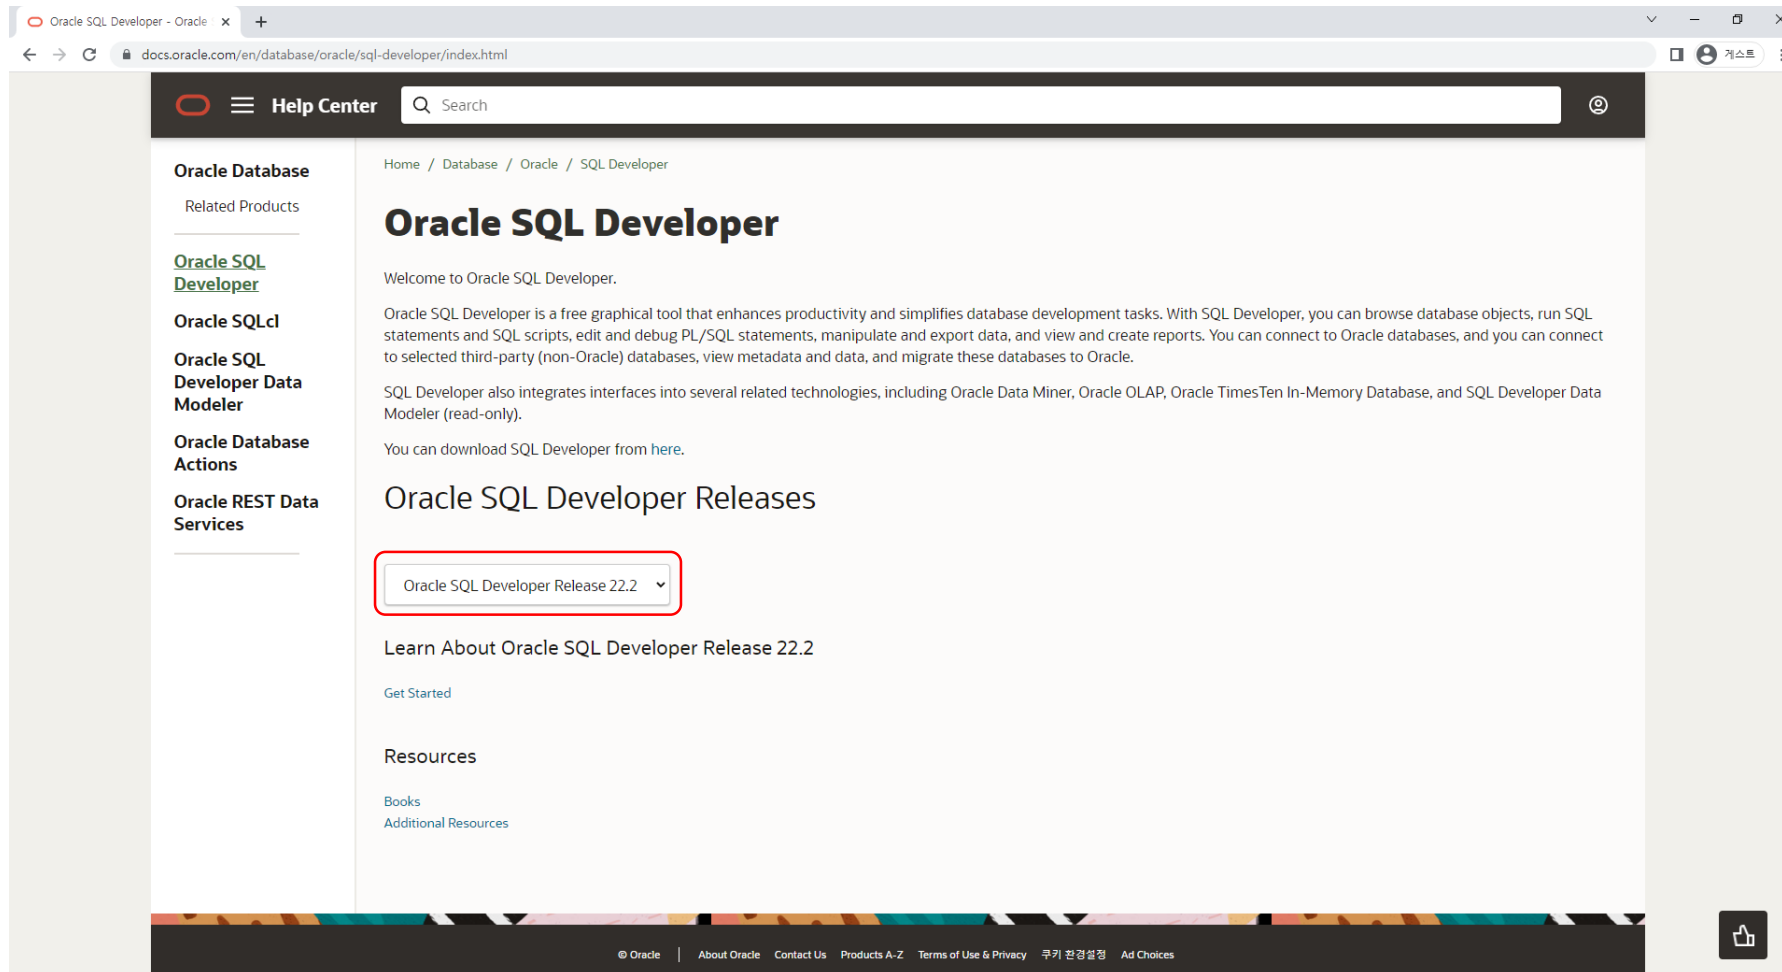 Oracle SQL Developer - Oracle
docs.oracle.com/en/database/oracle/sql-developer/index.html
게스트
Help Center
Search
Oracle Database
Related Products
Oracle SQL
Developer
Oracle SQLcl
Oracle SQL
Developer Data
Modeler
Oracle Database
Actions
Oracle REST Data
Services
Home / Database / Oracle / SQL Developer
Oracle SQL Developer
Welcome to Oracle SQL Developer.
Oracle SQL Developer is a free graphical tool that enhances productivity and simplifies database development tasks. With SQL Developer, you can browse database objects, run SQL
statements and SQL scripts, edit and debug PL/SQL statements, manipulate and export data, and view and create reports. You can connect to Oracle databases, and you can connect
to selected third-party (non-Oracle) databases, view metadata and data, and migrate these databases to Oracle.
SQL Developer also integrates interfaces into several related technologies, including Oracle Data Miner, Oracle OLAP, Oracle TimesTen In-Memory Database, and SQL Developer Data
Modeler (read-only).
You can download SQL Developer from here.
Oracle SQL Developer Releases
Oracle SQL Developer Release 22.2
Learn About Oracle SQL Developer Release 22.2
Get Started
Resources
Books
Additional Resources
© Oracle | About Oracle Contact Us Products A-Z Terms of Use & Privacy 쿠키 환경설정 Ad Choices